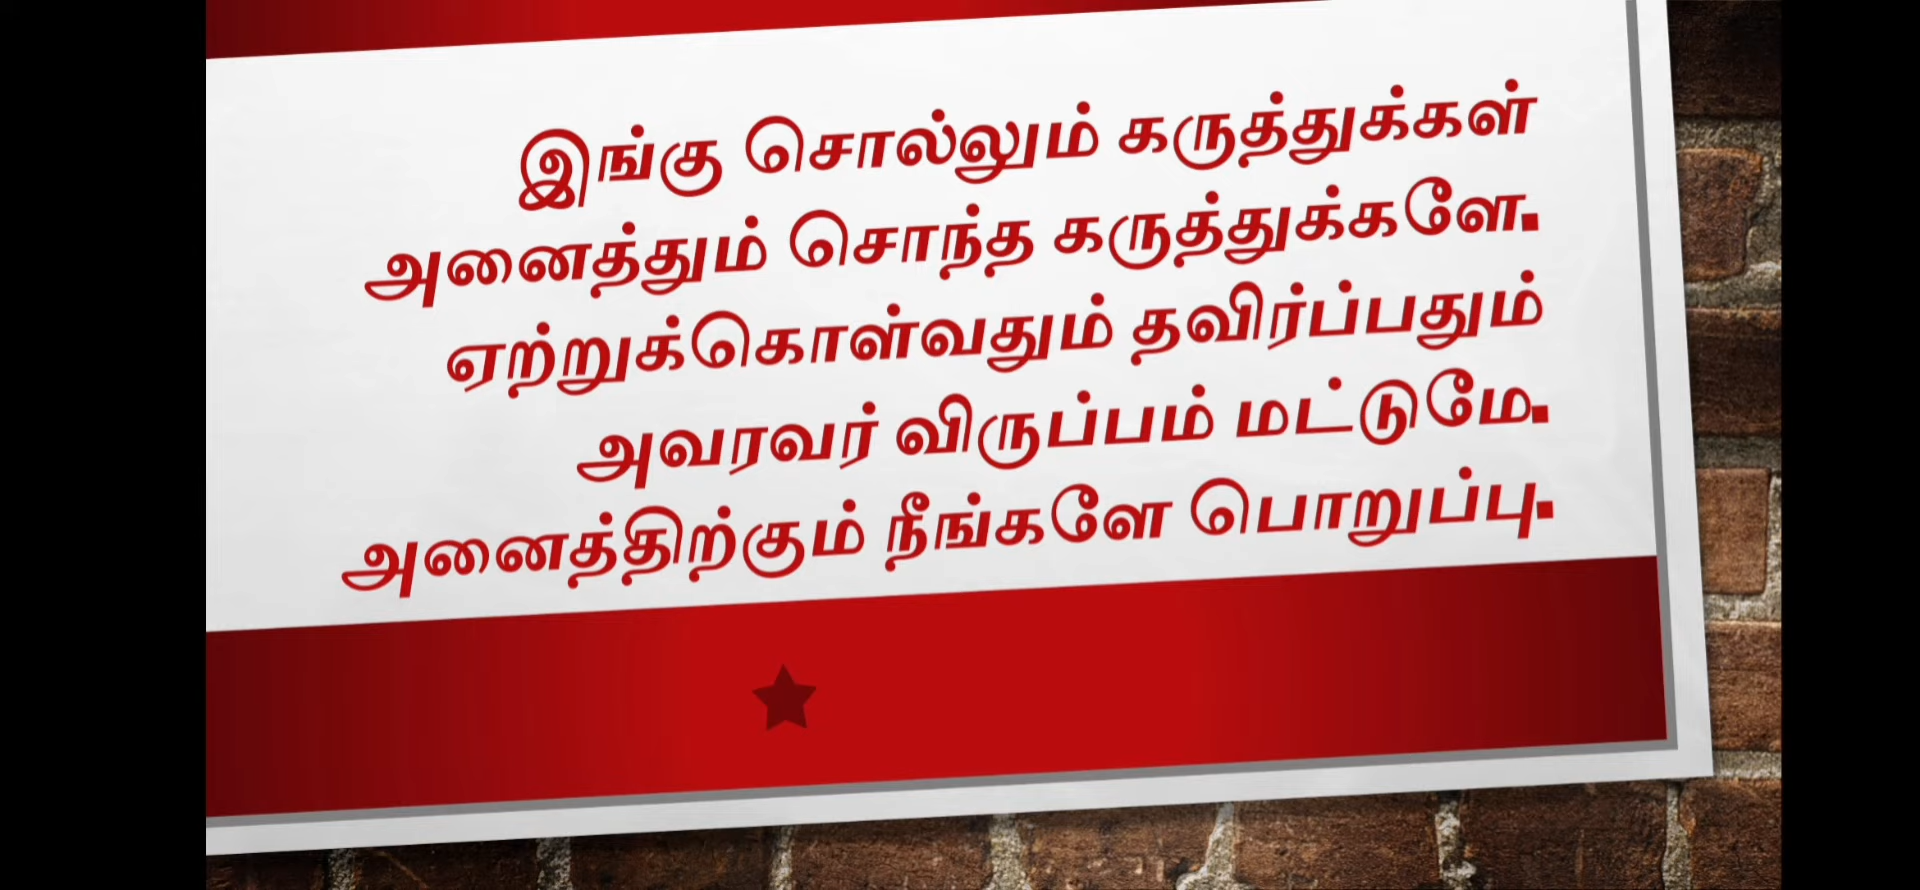 இங்கு சொல்லும் கருத்துக்கள்
அனைத்தும் சொந்த கருத்துக்களே.
ஏற்றுக்கொள்வதும் தவிர்ப்பதும்
அவரவர் விருப்பம் மட்டுமே.
அனைத்திற்கும் நீங்களே பொறுப்பு.